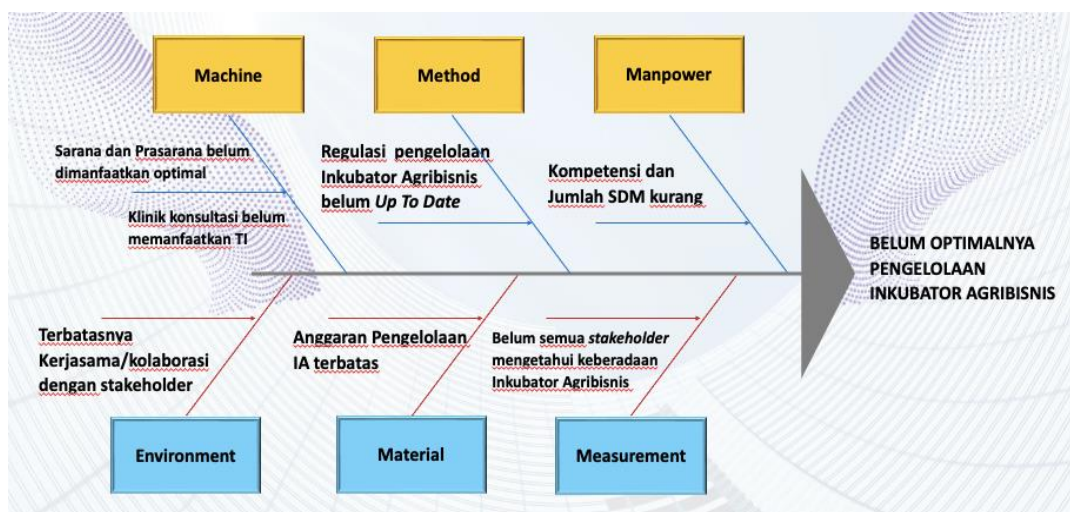 Machine
Method
Manpower
Sarana dan Prasarana belum
dimanfaatkan optimal
Klinik konsultasi belum
memanfaatkan TI
Regulasi pengelolaan
Inkubator Agribisnis
belum Up To Date
Kompetensi dan
Jumlah SDM kurang
BELUM OPTIMALNYA
PENGELOLAAN
INKUBATOR AGRIBISNIS
Terbatasnya
Kerjasama/kolaborasi
dengan stakeholder
Anggaran Pengelolaan
IA terbatas
Belum semua stakeholder
mengetahui keberadaan
Inkubator Agribisnis
Environment
Material
Measurement